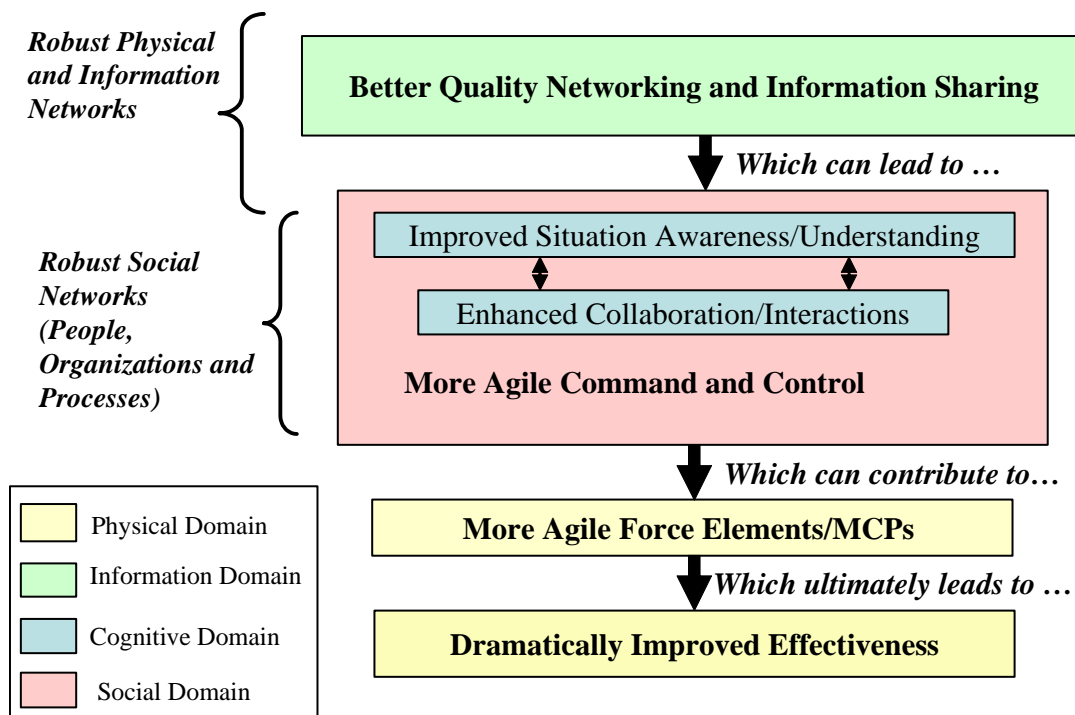 Robust Physical
and Information
Networks
Better Quality Networking and Information Sharing
Which can lead to …
Improved Situation Awareness/Understanding
Enhanced Collaboration/Interactions
More Agile Command and Control
Robust Social
Networks
(People,
Organizations and
Processes)
Which can contribute to…
More Agile Force Elements/MCPs
Which ultimately leads to …
Dramatically Improved Effectiveness
Physical Domain
Information Domain
Cognitive Domain
Social Domain